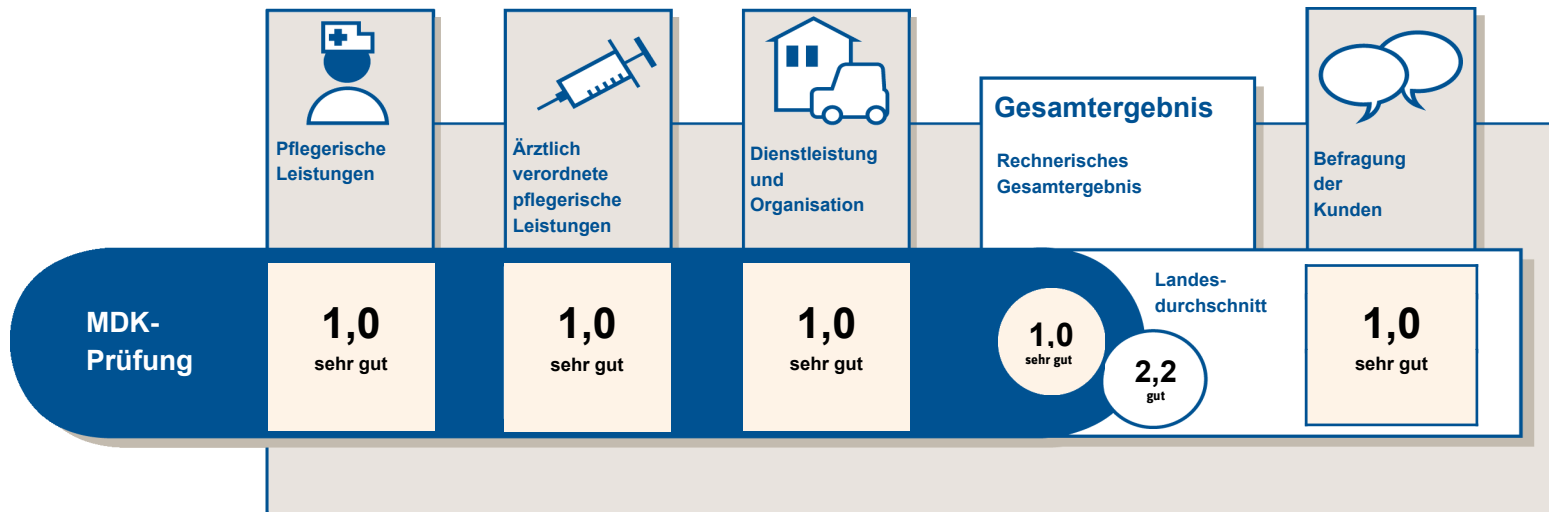 Pflegerische
Leistungen
Ärztlich
verordnete
pflegerische
Leistungen
Dienstleistung
und
Organisation
Gesamtergebnis
Rechnerisches
Gesamtergebnis
Befragung
der
Kunden
MDK-
Prüfung
1,0
sehr gut
1,0
sehr gut
1,0
sehr gut
1,0
sehr gut
Landes-
durchschnitt
2,2
gut
1,0
sehr gut